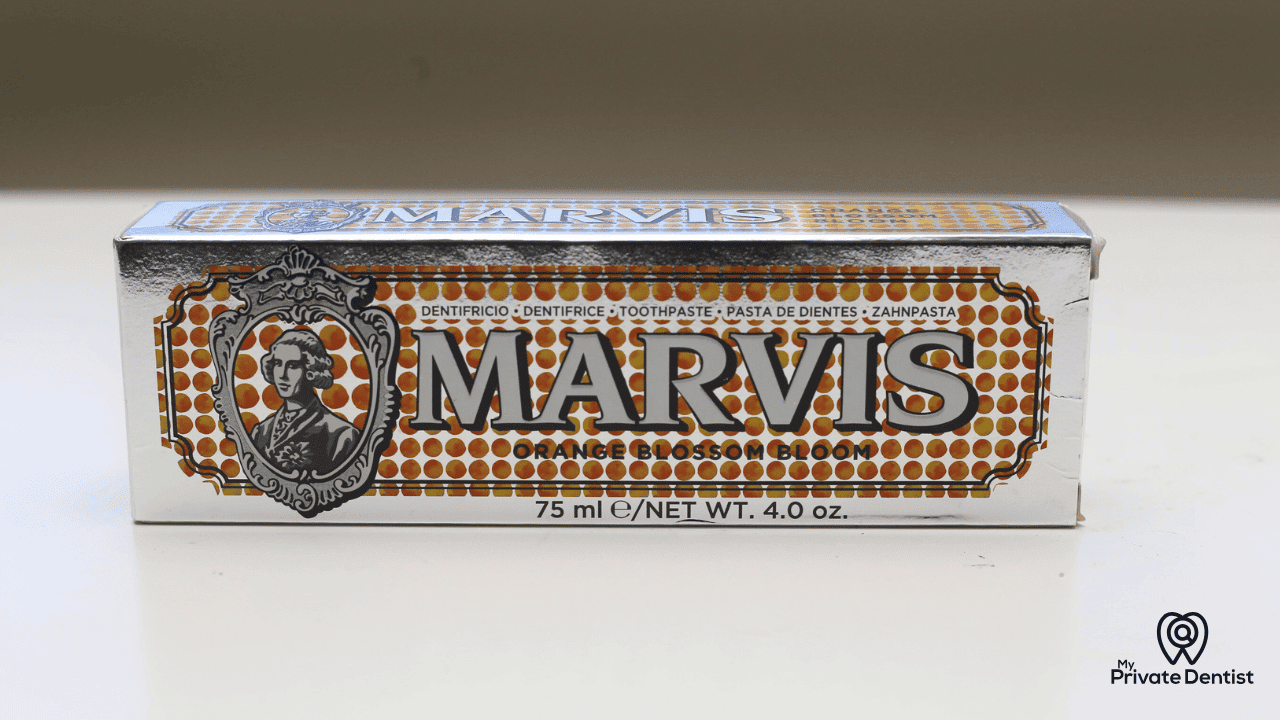 MARVIS
BLOSSOM
DENTIFRICIO • DENTIFRICE • TOOTHPASTE • PASTA DE DIENTES • ZAHNPASTA
MARVIS
ORANGE BLOSSOM BLOOM
75 ml ℮/NET WT. 4.0 oz.
My
Private Dentist